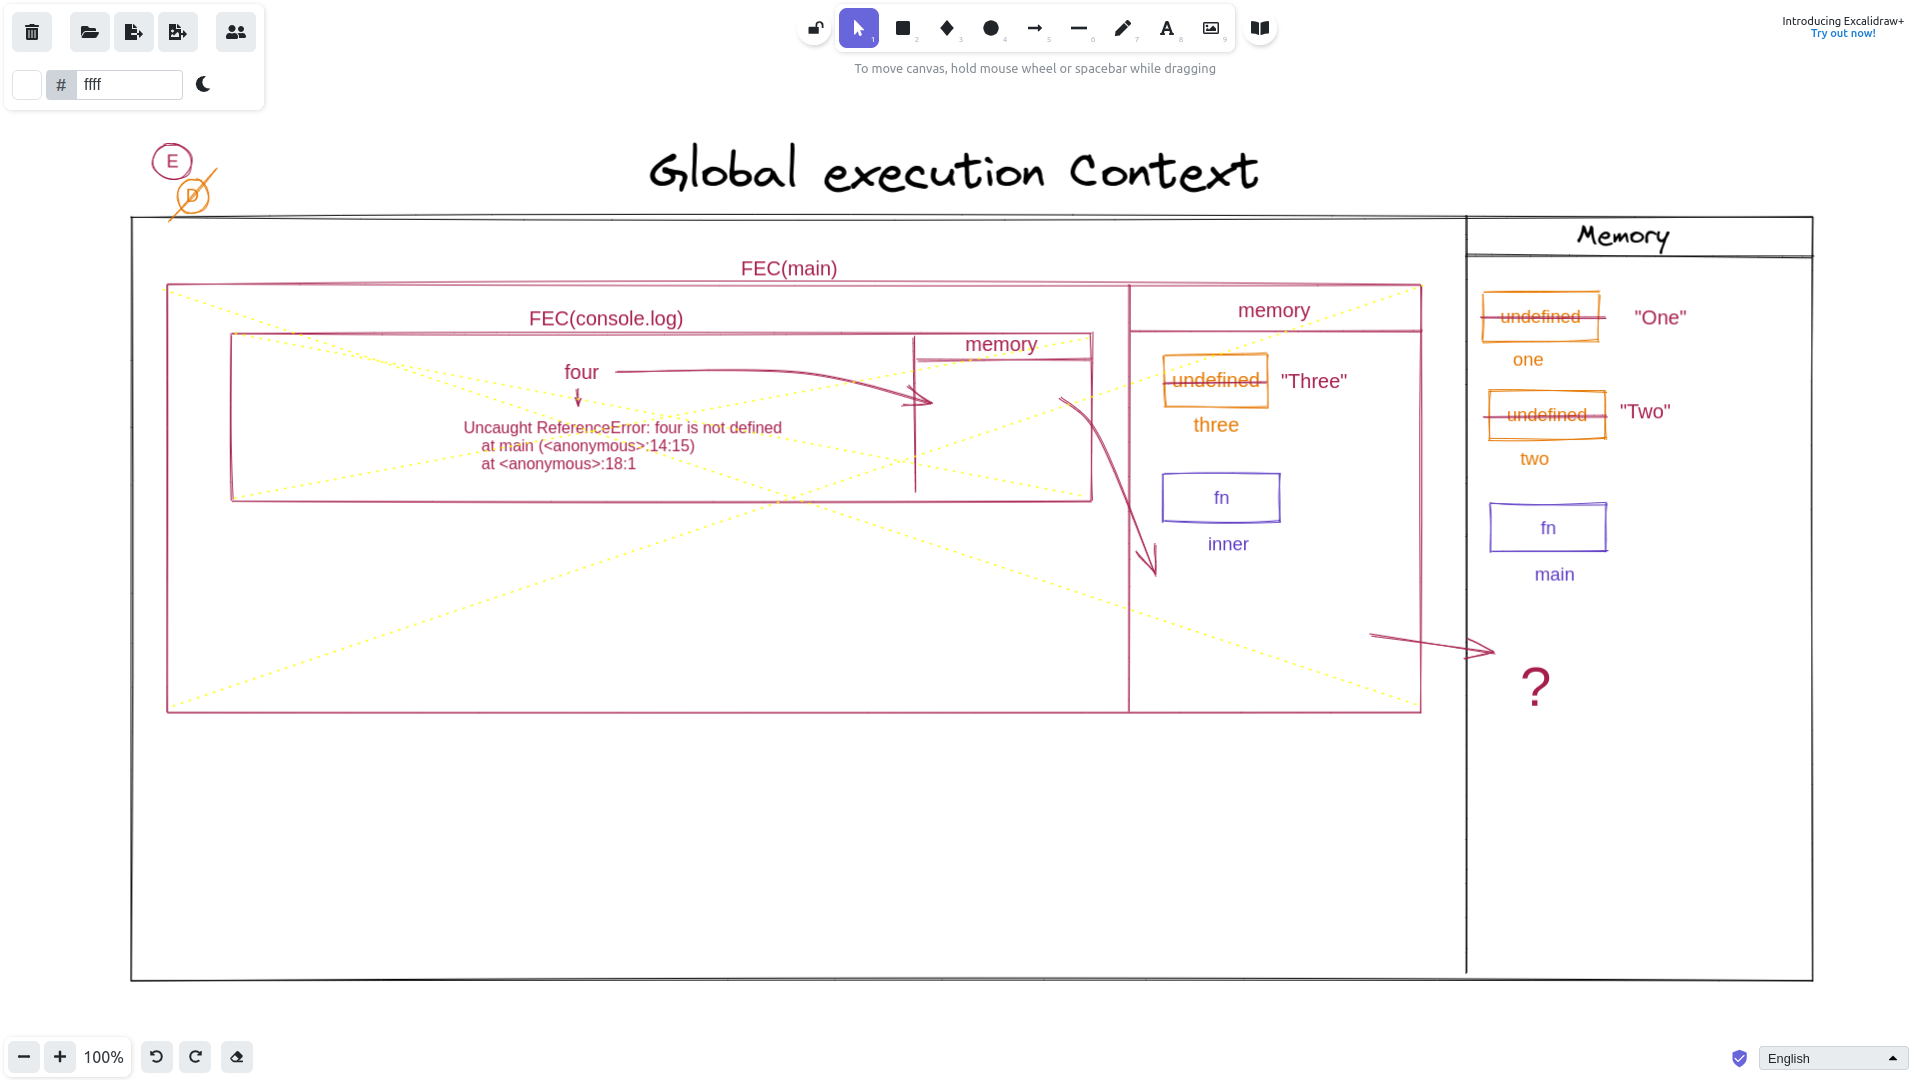 Introducing Excalidraw+
Try out now!
1
2
3
4
5
6
7
8
9
# ffff
To move canvas, hold mouse wheel or spacebar while dragging
E
D
Global execution Context
Memory
FEC(main)
FEC(console.log)
memory
memory
four
undefined
"Three"
three
Uncaught ReferenceError: four is not defined
at main (<anonymous>:14:15)
at <anonymous>:18:1
fn
inner
undefined
"One"
one
undefined
"Two"
two
fn
main
?
100%
English